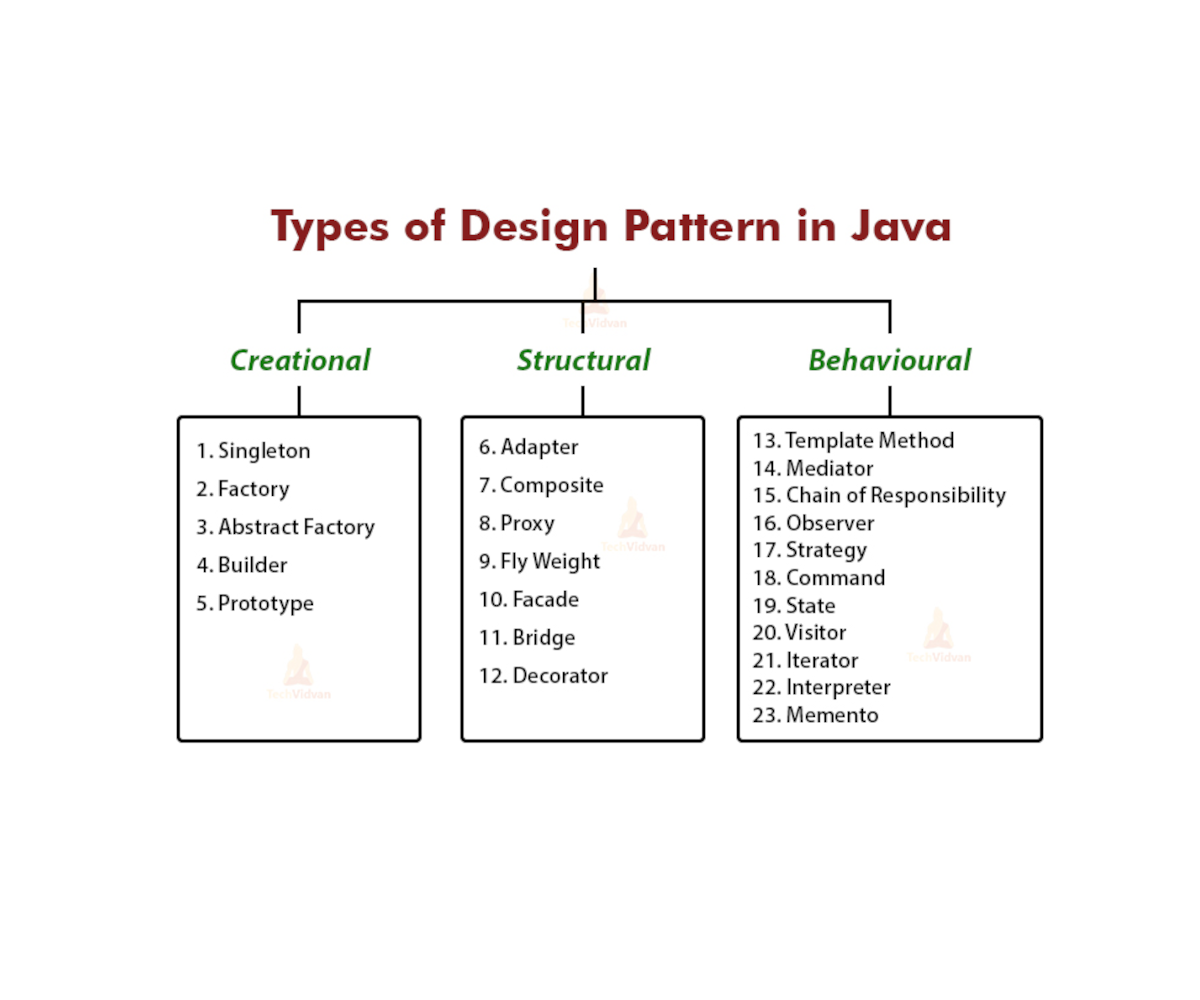 Types of Design Pattern in Java
TechVidvan
Creational
Structural
Behavioural
1. Singleton
2. Factory
3. Abstract Factory
4. Builder
5. Prototype
TechVidvan
6. Adapter
7. Composite
8. Proxy
9. Fly Weight
10. Facade
11. Bridge
12. Decorator
TechVidvan
13. Template Method
14. Mediator
15. Chain of Responsibility
16. Observer
17. Strategy
18. Command
19. State
20. Visitor
21. Iterator
22. Interpreter
23. Memento
TechVidvan